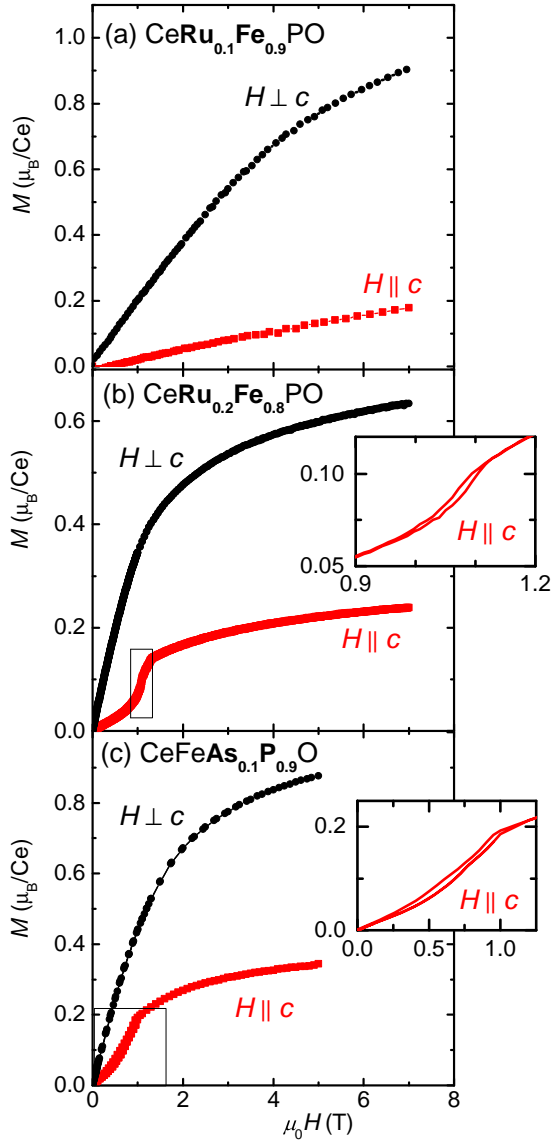 (a) CeRu0.1Fe0.9PO
1.0
0.8
0.6
0.4
0.2
0.0
M (μB/Ce)
H ⊥ c
H || c
(b) CeRu0.2Fe0.8PO
0.6
0.4
0.2
0.0
M (μB/Ce)
H ⊥ c
H || c
0.10
0.05
0.9
1.2
H || c
(c) CeFeAs0.1P0.9O
0.8
0.6
0.4
0.2
0.0
M (μB/Ce)
H ⊥ c
H || c
0.2
0.0
0.0
0.5
1.0
H || c
0
2
4
6
8
μ0H (T)